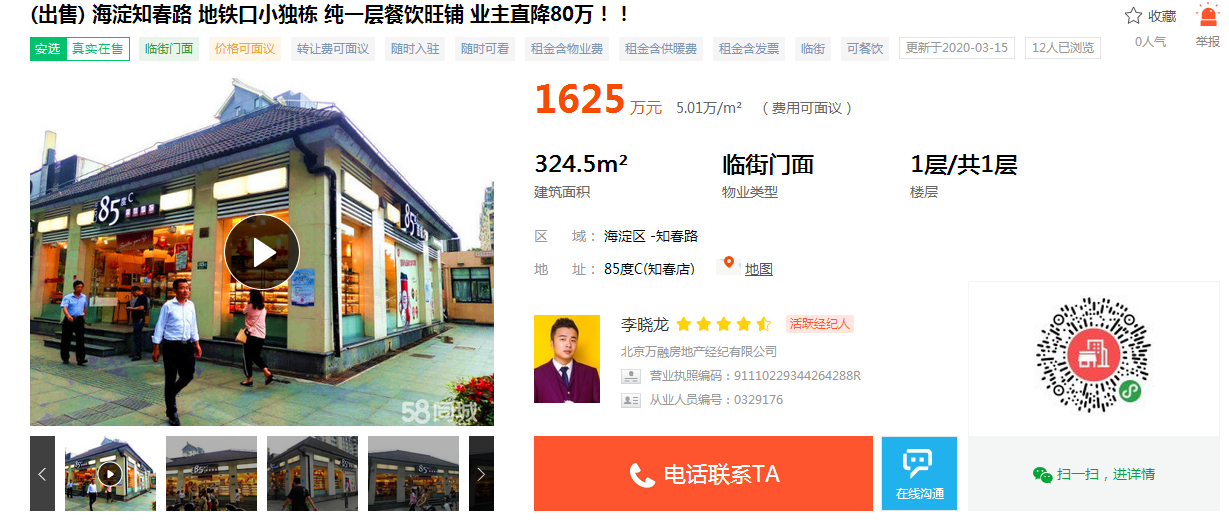 (出售) 海淀知春路 地铁口小独栋 纯一层餐饮旺铺 业主直降80万！！
收藏
安选 真实在售 临街门面 价格可面议 转让费可面议 随时入驻 随时可看 租金含物业费 租金含供暖费 租金含发票 临街 可餐饮 更新于2020-03-15 12人已浏览
0人气 举报
1625 万元 5.01万/m² （ 费用可面议 ）
324.5m² 临街门面 1层/共1层
建筑面积 物业类型 楼层
区 域： 海淀区 -知春路
地 址： 85度C(知春店) 地图
85度C
85
李晓龙 活跃经纪人
北京万融房地产经纪有限公司
营业执照编码：91110229344264288R
从业人员编号：0329176
58同城
电话联系TA
在线沟通
扫一扫，进详情